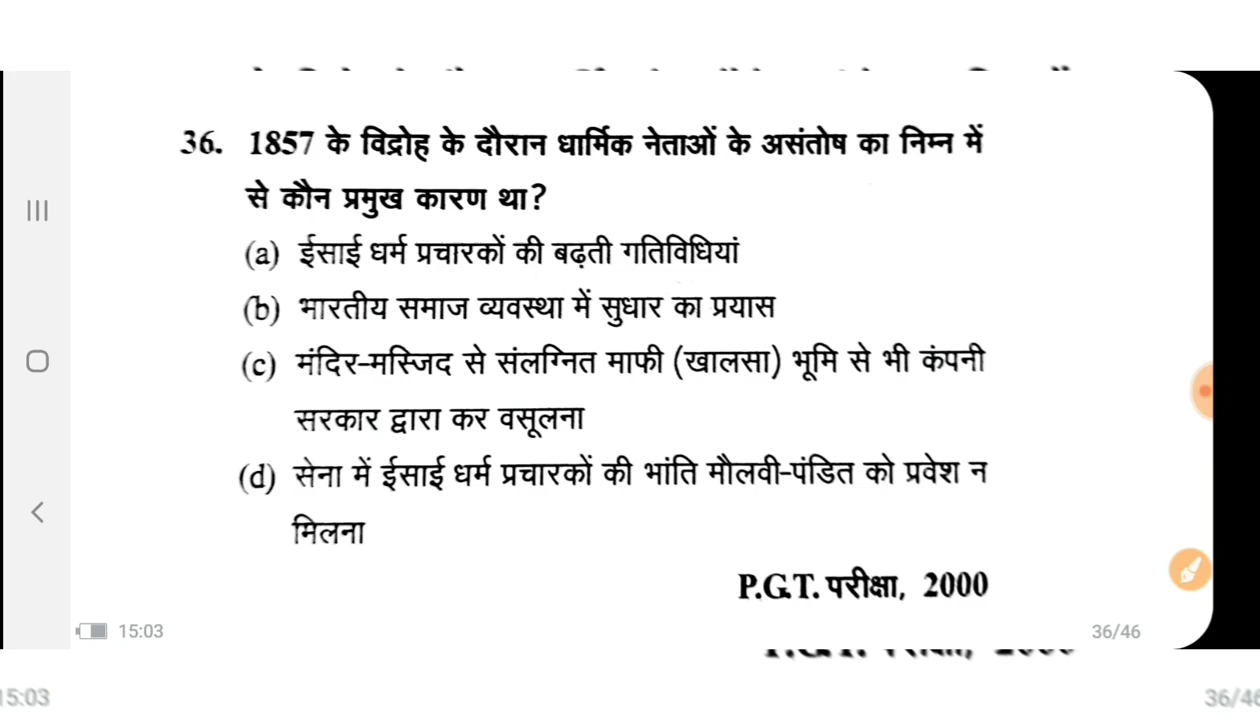 36. 1857 के विद्रोह के दौरान धार्मिक नेताओं के असंतोष का निम्न में
से कौन प्रमुख कारण था?
(a) ईसाई धर्म प्रचारकों की बढ़ती गतिविधियां
(b) भारतीय समाज व्यवस्था में सुधार का प्रयास
(c) मंदिर-मस्जिद से संलग्नित माफी (खालसा) भूमि से भी कंपनी
सरकार द्वारा कर वसूलना
(d) सेना में ईसाई धर्म प्रचारकों की भांति मौलवी-पंडित को प्रवेश न
मिलना
P.G.T. परीक्षा, 2000
15:03 36/46
P.G.T. परीक्षा, 2000
15:03 36/46